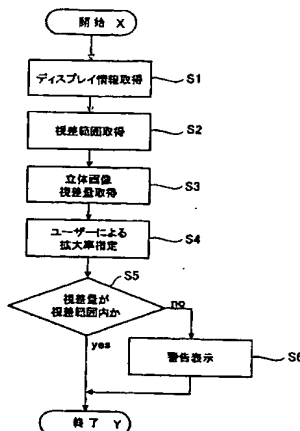 開始 X
ディスプレイ情報取得
S1
視差範囲取得
S2
立体画像
視差量取得
S3
ユーザーによる
拡大率指定
S4
S5
視差量が
視差範囲内か
no
yes
警告表示
S6
終了 Y